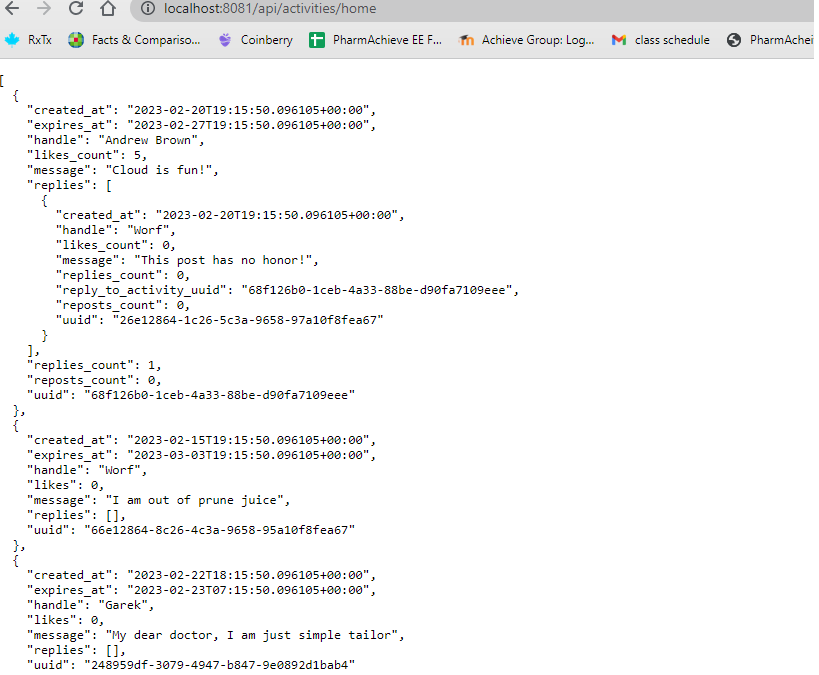 localhost:8081/api/activities/home
RxTx Facts & Compariso... Coinberry PharmAchieve EE F... Achieve Group: Log... class schedule PharmAchei
[
  {
    "created_at": "2023-02-20T19:15:50.096105+00:00",
    "expires_at": "2023-02-27T19:15:50.096105+00:00",
    "handle": "Andrew Brown",
    "likes_count": 5,
    "message": "Cloud is fun!",
    "replies": [
      {
        "created_at": "2023-02-20T19:15:50.096105+00:00",
        "handle": "Worf",
        "likes_count": 0,
        "message": "This post has no honor!",
        "replies_count": 0,
        "reply_to_activity_uuid": "68f126b0-1ceb-4a33-88be-d90fa7109eee",
        "reposts_count": 0,
        "uuid": "26e12864-1c26-5c3a-9658-97a10f8fea67"
      }
    ],
    "replies_count": 1,
    "reposts_count": 0,
    "uuid": "68f126b0-1ceb-4a33-88be-d90fa7109eee"
  },
  {
    "created_at": "2023-02-15T19:15:50.096105+00:00",
    "expires_at": "2023-03-03T19:15:50.096105+00:00",
    "handle": "Worf",
    "likes": 0,
    "message": "I am out of prune juice",
    "replies": [],
    "uuid": "66e12864-8c26-4c3a-9658-95a10f8fea67"
  },
  {
    "created_at": "2023-02-22T18:15:50.096105+00:00",
    "expires_at": "2023-02-23T07:15:50.096105+00:00",
    "handle": "Garek",
    "likes": 0,
    "message": "My dear doctor, I am just simple tailor",
    "replies": [],
    "uuid": "248959df-3079-4947-b847-9e0892d1bab4"